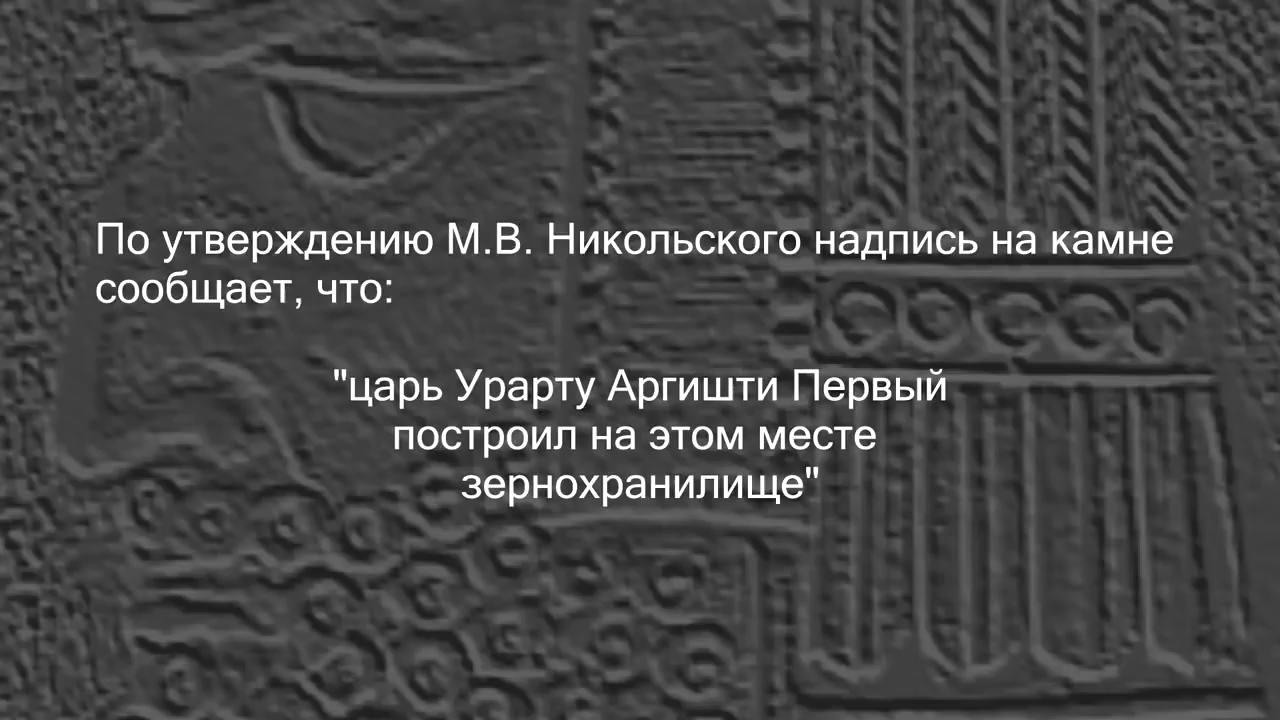 По утверждению М.В. Никольского надпись на камне
сообщает, что:
"царь Урарту Аргишти Первый
построил на этом месте
зернохранилище"